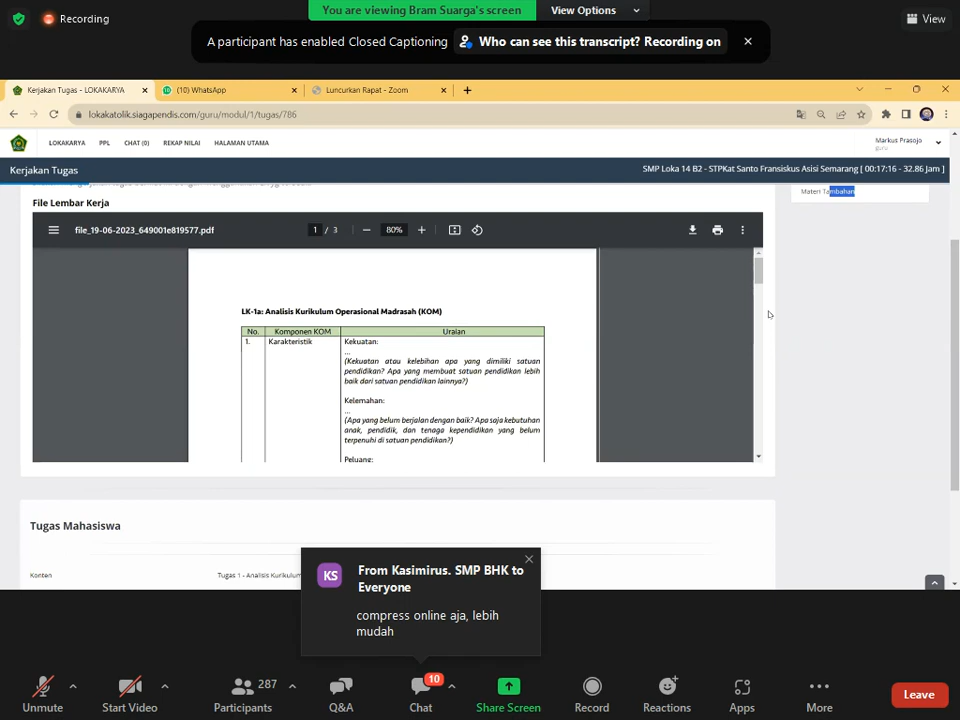 Recording
You are viewing Bram Suarga's screen
View Options
View
A participant has enabled Closed Captioning
Who can see this transcript? Recording on
Kerjakan Tugas - LOKAKARYA
(10) WhatsApp
Luncurkan Rapat - Zoom
lokakatolik.siagapendis.com/guru/modul/1/tugas/786
LOKAKARYA
PPL
CHAT (0)
REKAP NILAI
HALAMAN UTAMA
Markus Prasojo
guru
Kerjakan Tugas
SMP Loka 14 B2 - STPKat Santo Fransiskus Asisi Semarang [ 00:17:16 - 32.86 Jam ]
Materi Tambahan
File Lembar Kerja
file_19-06-2023_649001e819577.pdf
1 / 3
80%
LK-1a: Analisis Kurikulum Operasional Madrasah (KOM)
No. Komponen KOM Uraian
1. Karakteristik Kekuatan:
...
(Kekuatan atau kelebihan apa yang dimiliki satuan
pendidikan? Apa yang membuat satuan pendidikan lebih
baik dari satuan pendidikan lainnya?)
Kelemahan:
...
(Apa yang belum berjalan dengan baik? Apa saja kebutuhan
anak, pendidik, dan tenaga kependidikan yang belum
terpenuhi di satuan pendidikan?)
Peluang:
Tugas Mahasiswa
Konten
Tugas 1 - Analisis Kurikulum
KS
From Kasimirus. SMP BHK to
Everyone
compress online aja, lebih
mudah
Unmute
Start Video
287
Participants
Q&A
10
Chat
Share Screen
Record
Reactions
Apps
More
Leave